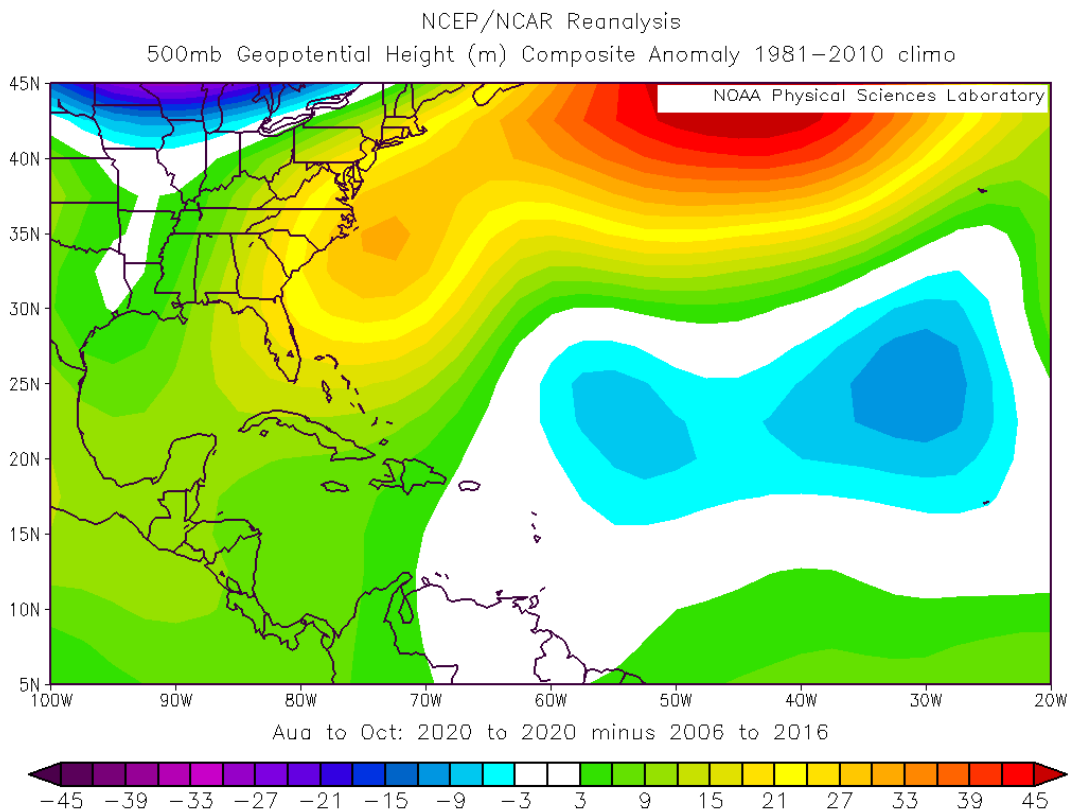 NCEP/NCAR Reanalysis
500mb Geopotential Height (m) Composite Anomaly 1981-2010 climo
NOAA Physical Sciences Laboratory
45N
40N
35N
30N
25N
20N
15N
10N
5N
100W 90W 80W 70W 60W 50W 40W 30W 20W
Aug to Oct: 2020 to 2020 minus 2006 to 2016
-45 -39 -33 -27 -21 -15 -9 -3 3 9 15 21 27 33 39 45